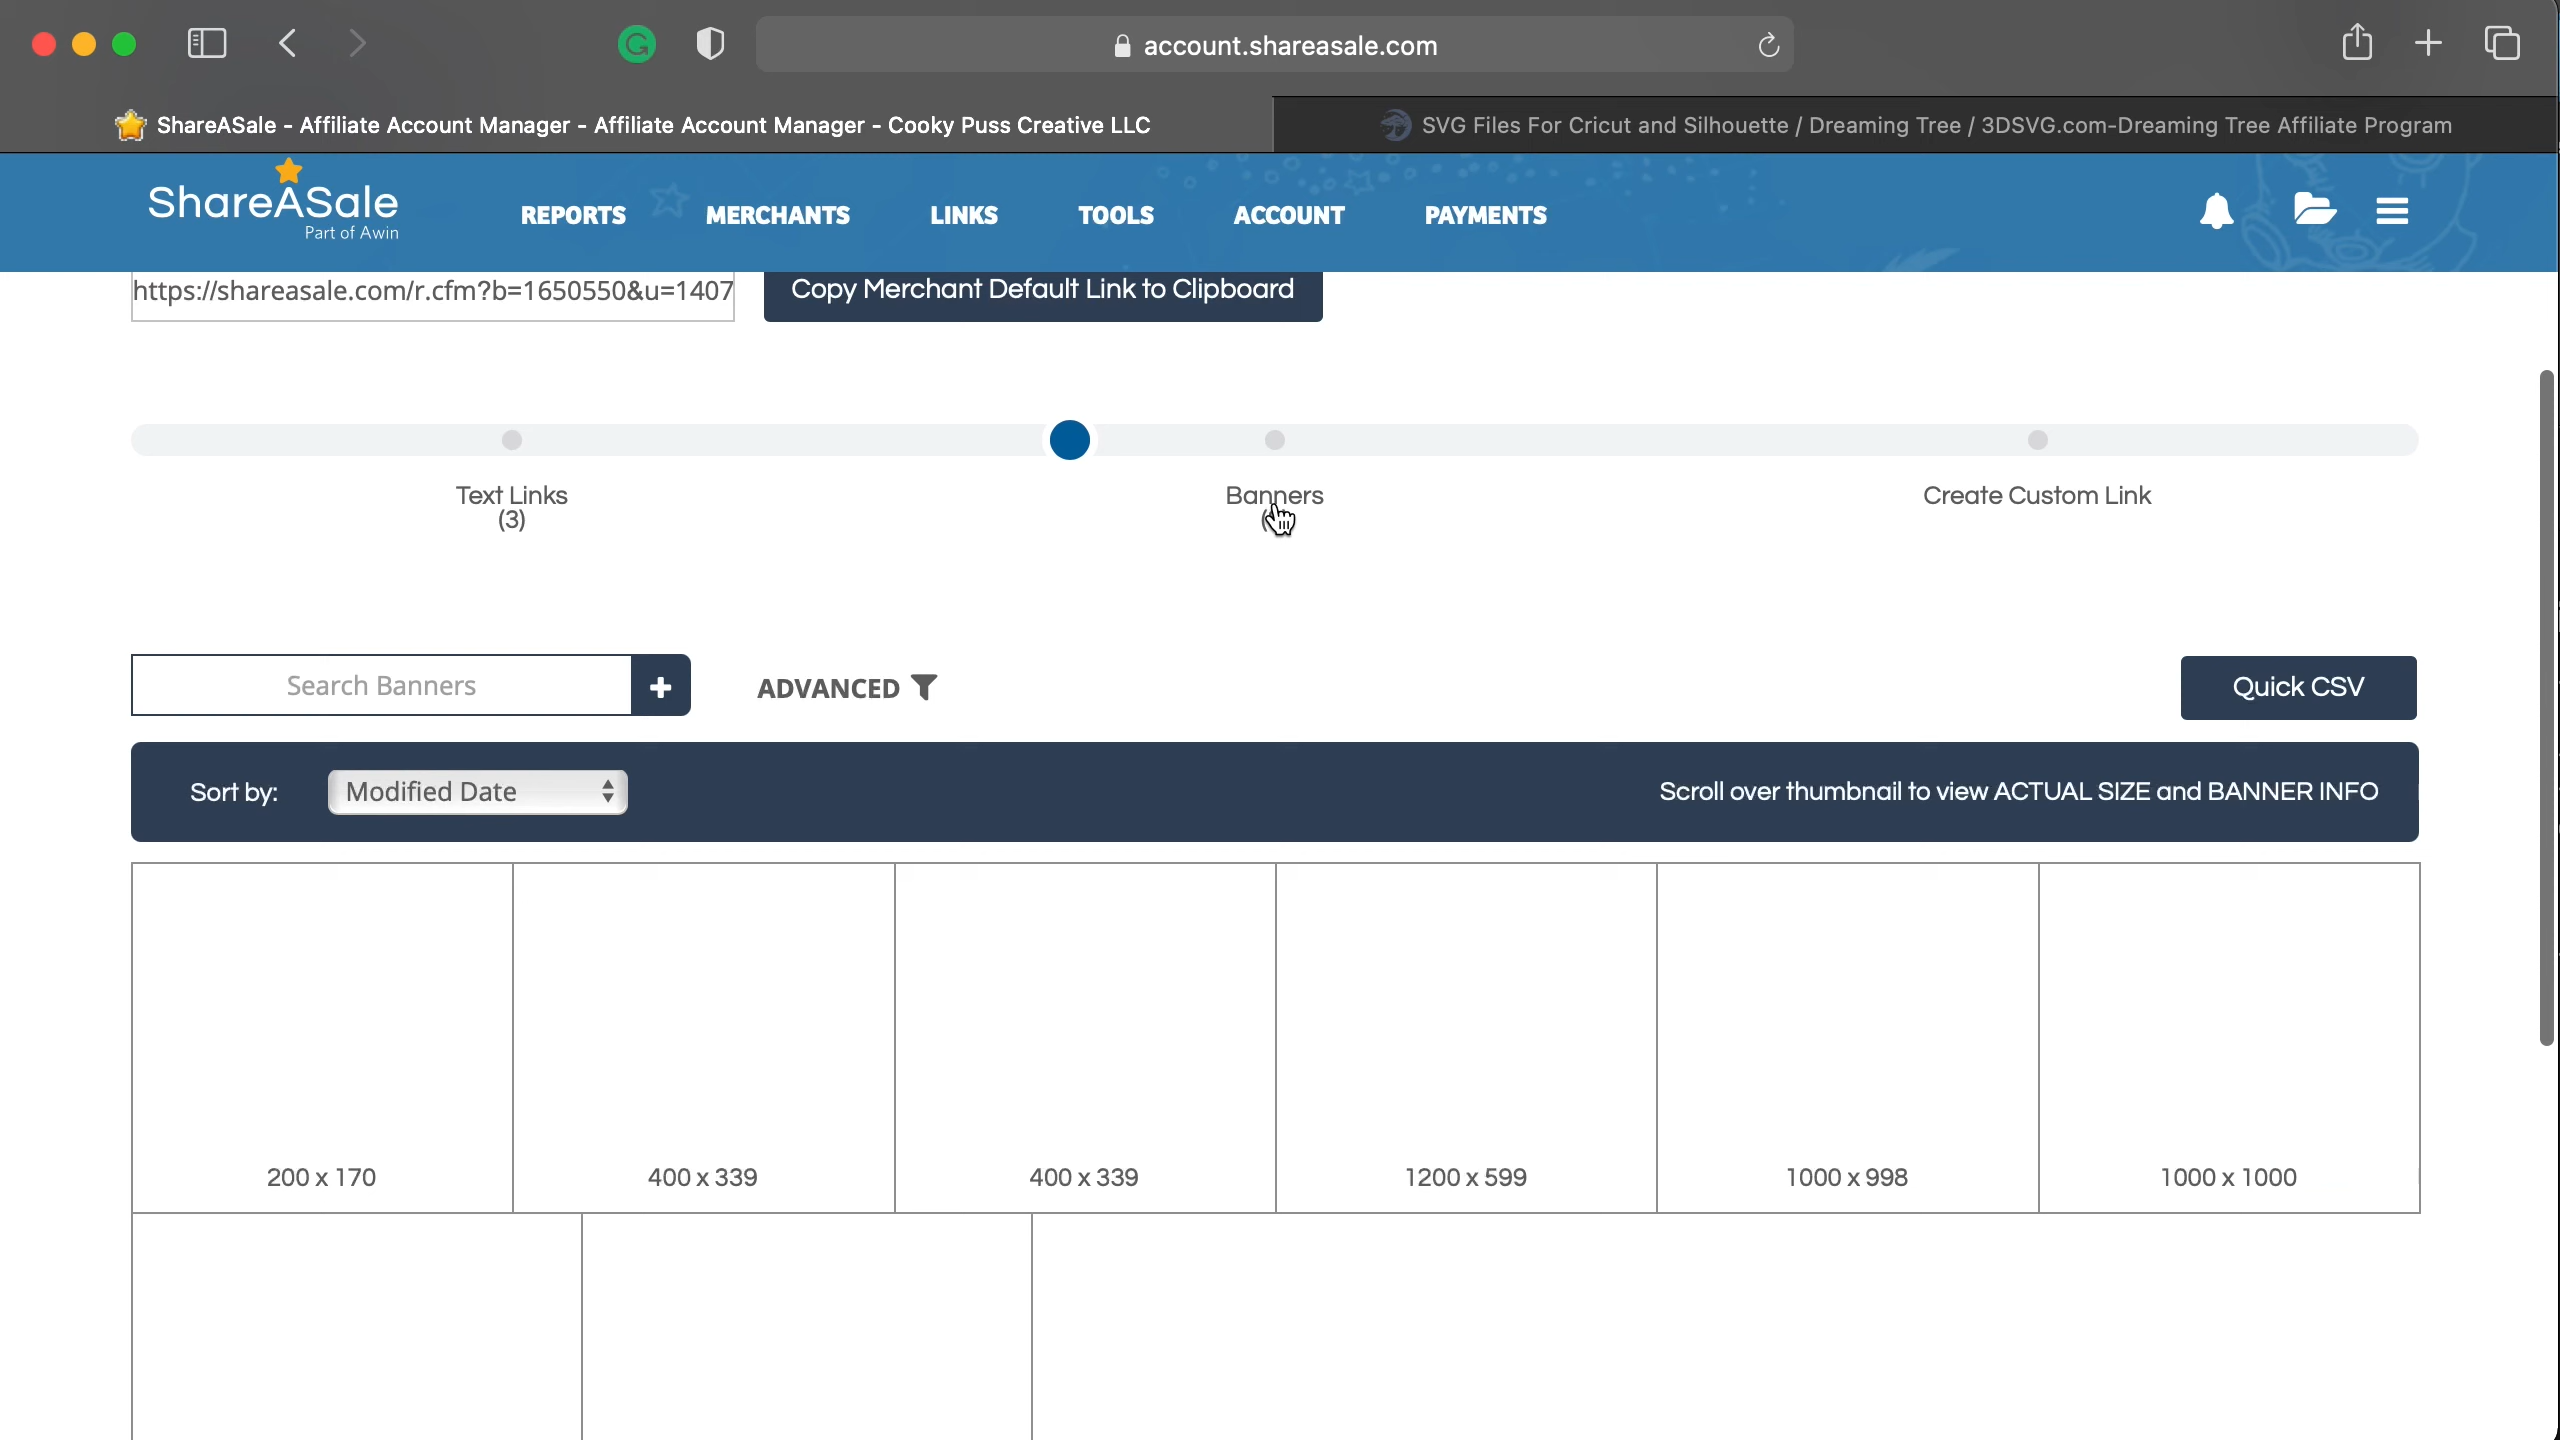 account.shareasale.com
ShareASale - Affiliate Account Manager - Affiliate Account Manager - Cooky Puss Creative LLC
SVG Files For Cricut and Silhouette / Dreaming Tree / 3DSVG.com-Dreaming Tree Affiliate Program
ShareASale
Part of Awin
REPORTS
MERCHANTS
LINKS
TOOLS
ACCOUNT
PAYMENTS
https://shareasale.com/r.cfm?b=1650550&u=1407
Copy Merchant Default Link to Clipboard
Text Links
(3)
Banners
Create Custom Link
Search Banners
ADVANCED
Quick CSV
Sort by:
Modified Date
Scroll over thumbnail to view ACTUAL SIZE and BANNER INFO
200 x 170
400 x 339
400 x 339
1200 x 599
1000 x 998
1000 x 1000